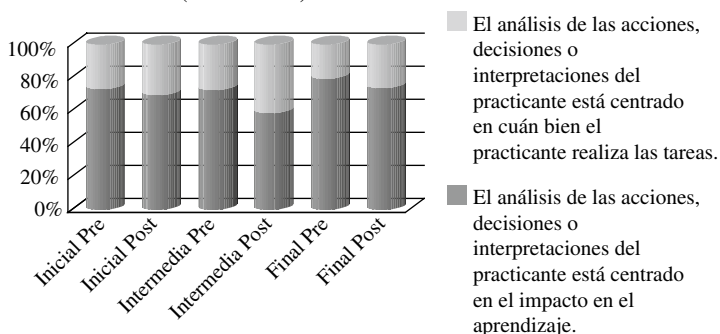 100%
80%
60%
40%
20%
0%
Inicial Pre
Inicial Post
Intermedia Pre
Intermedia Post
Final Pre
Final Post
El análisis de las acciones,
decisiones o
interpretaciones del
practicante está centrado
en cuán bien el
practicante realiza las tareas.
El análisis de las acciones,
decisiones o
interpretaciones del
practicante está centrado
en el impacto en el
aprendizaje.